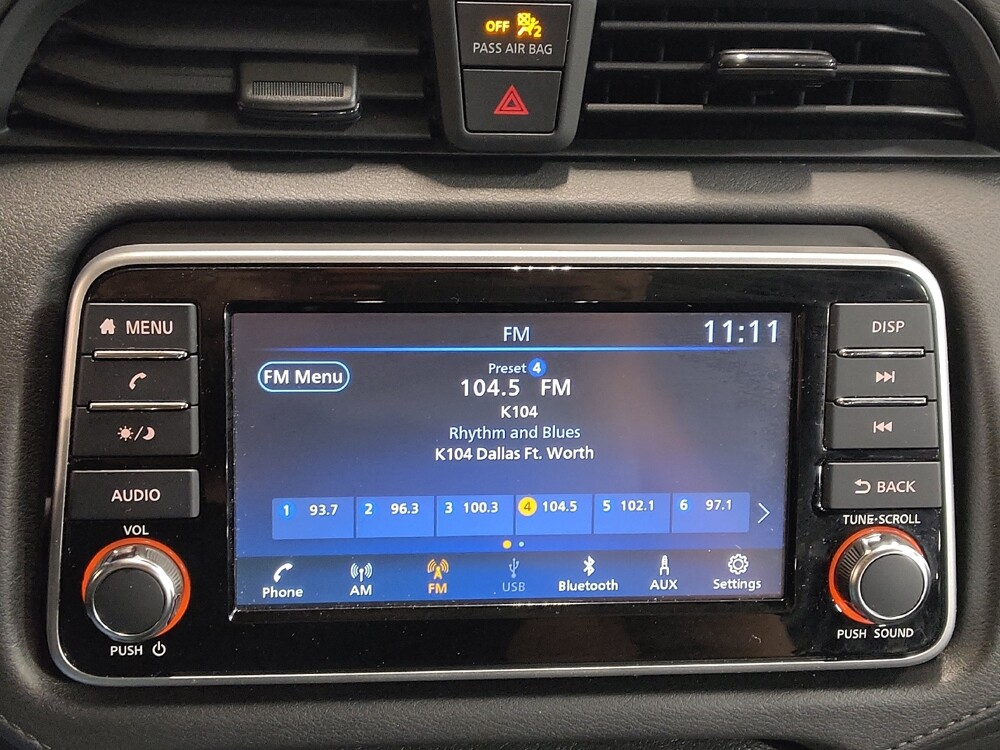 OFF 2
PASS AIR BAG
MENU
AUDIO
VOL
PUSH
FM 11:11
FM Menu
Preset 4
104.5 FM
K104
Rhythm and Blues
K104 Dallas Ft. Worth
1 93.7 2 96.3 3 100.3 4 104.5 5 102.1 6 97.1
Phone AM FM USB Bluetooth AUX Settings
DISP
BACK
TUNE·SCROLL
PUSH SOUND